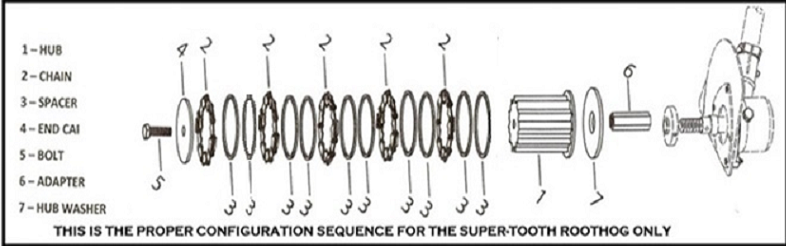 4 2 2 2 2 2
1 – HUB
2 – CHAIN
3 – SPACER
4 – END CAI
5 – BOLT
6 – ADAPTER
7 – HUB WASHER
6
5 3 3 3 3 3 3 3 3 3 3 1 7
THIS IS THE PROPER CONFIGURATION SEQUENCE FOR THE SUPER-TOOTH ROOTHOG ONLY